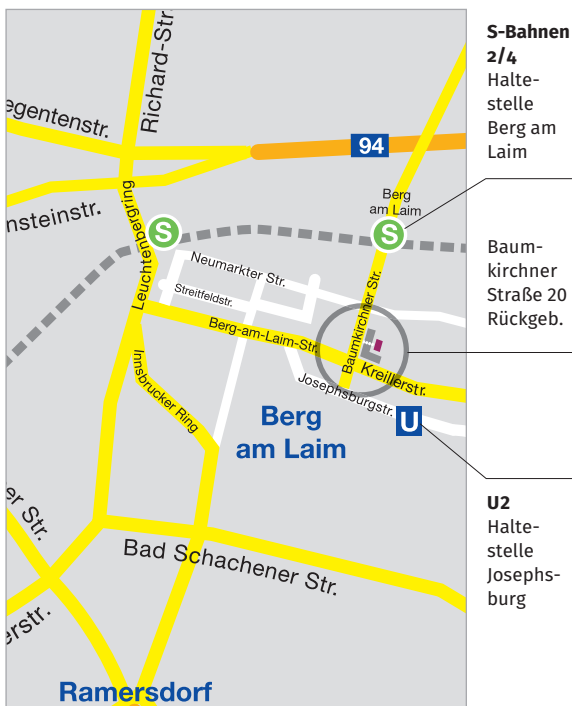 Richard-Str.
egentenstr.
94
nsteinstr.
Leuchtenbergring
S
Berg
am Laim
S
Neumarkter Str.
Streitfeldstr.
Berg-am-Laim-Str.
Baumkirchner Str.
Kreillerstr.
Innsbrucker Ring
Josephsburgstr.
U
Berg
am Laim
er Str.
Bad Schachener Str.
erstr.
Ramersdorf
S-Bahnen
2/4
Halte-
stelle
Berg am
Laim
Baum-
kirchner
Straße 20
Rückgeb.
U2
Halte-
stelle
Josephs-
burg